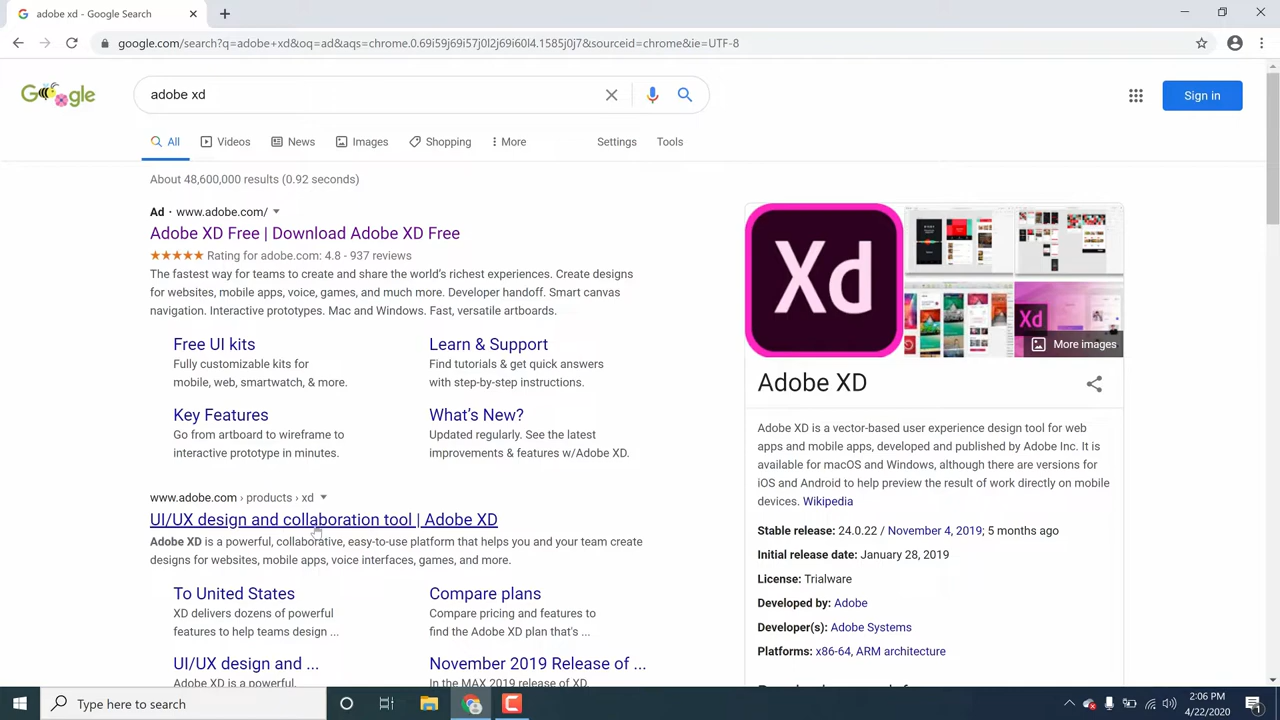 adobe xd - Google Search
google.com/search?q=adobe+xd&oq=ad&aqs=chrome.0.69i59j69i57j0l2j69i60l4.1585j0j7&sourceid=chrome&ie=UTF-8
Google
adobe xd
Sign in
All
Videos
News
Images
Shopping
More
Settings
Tools
About 48,600,000 results (0.92 seconds)
Ad · www.adobe.com/
Adobe XD Free | Download Adobe XD Free
Rating for adobe.com: 4.8 - 937 reviews
The fastest way for teams to create and share the world's richest experiences. Create designs
for websites, mobile apps, voice, games, and much more. Developer handoff. Smart canvas
navigation. Interactive prototypes. Mac and Windows. Fast, versatile artboards.
Free UI kits
Fully customizable kits for
mobile, web, smartwatch, & more.
Learn & Support
Find tutorials & get quick answers
with step-by-step instructions.
Key Features
Go from artboard to wireframe to
interactive prototype in minutes.
What's New?
Updated regularly. See the latest
improvements & features w/Adobe XD.
www.adobe.com › products › xd
UI/UX design and collaboration tool | Adobe XD
Adobe XD is a powerful, collaborative, easy-to-use platform that helps you and your team create
designs for websites, mobile apps, voice interfaces, games, and more.
To United States
XD delivers dozens of powerful
features to help teams design ...
Compare plans
Compare pricing and features to
find the Adobe XD plan that's ...
UI/UX design and ...
Adobe XD is a powerful.
November 2019 Release of ...
In the MAX 2019 release of XD.
Xd
Xd
More images
Adobe XD
Adobe XD is a vector-based user experience design tool for web
apps and mobile apps, developed and published by Adobe Inc. It is
available for macOS and Windows, although there are versions for
iOS and Android to help preview the result of work directly on mobile
devices. Wikipedia
Stable release: 24.0.22 / November 4, 2019; 5 months ago
Initial release date: January 28, 2019
License: Trialware
Developed by: Adobe
Developer(s): Adobe Systems
Platforms: x86-64, ARM architecture
Type here to search
2:06 PM
4/22/2020
1